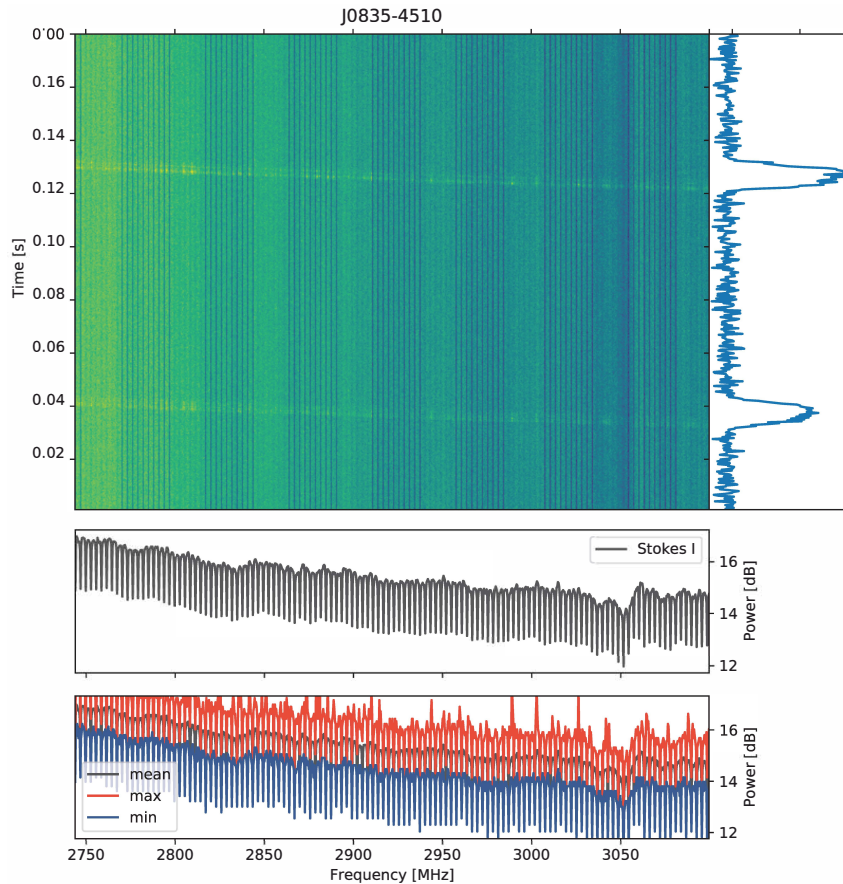 J0835-4510
0.00
0.16
0.14
0.12
0.10
0.08
0.06
0.04
0.02
Time [s]
Stokes I
16
14
12
Power [dB]
mean
max
min
16
14
12
Power [dB]
2750 2800 2850 2900 2950 3000 3050
Frequency [MHz]